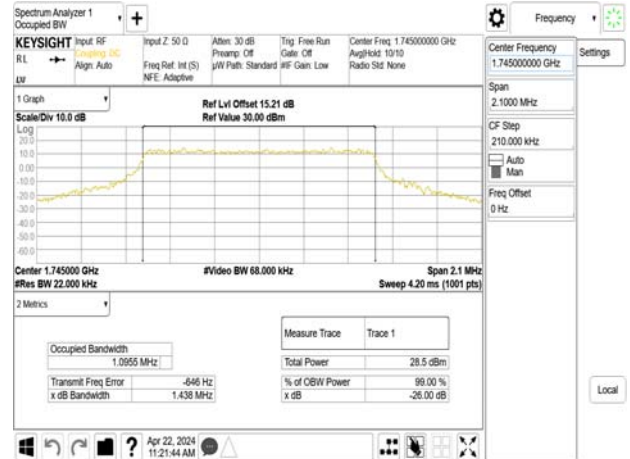 Spectrum Analyzer 1
Occupied BW
+
Frequency
KEYSIGHT
RL
Input: RF
Coupling: DC
Align: Auto
Input Z: 50 Ω
Freq Ref: Int (S)
NFE: Adaptive
Atten: 30 dB
Preamp: Off
µW Path: Standard
Trig: Free Run
Gate: Off
#IF Gain: Low
Center Freq: 1.745000000 GHz
Avg|Hold: 10/10
Radio Std: None
Center Frequency
1.745000000 GHz
Settings
Span
2.1000 MHz
CF Step
210.000 kHz
Auto
Man
Freq Offset
0 Hz
Local
1 Graph
Scale/Div 10.0 dB
Ref Lvl Offset 15.21 dB
Ref Value 30.00 dBm
Log
20.0
10.0
0.00
-10.0
-20.0
-30.0
-40.0
-50.0
-60.0
Center 1.745000 GHz
#Res BW 22.000 kHz
#Video BW 68.000 kHz
Span 2.1 MHz
Sweep 4.20 ms (1001 pts)
2 Metrics
Measure Trace Trace 1
Occupied Bandwidth
1.0955 MHz
Total Power 28.5 dBm
Transmit Freq Error -646 Hz
% of OBW Power 99.00 %
x dB Bandwidth 1.438 MHz
x dB -26.00 dB
?
Apr 22, 2024
11:21:44 AM